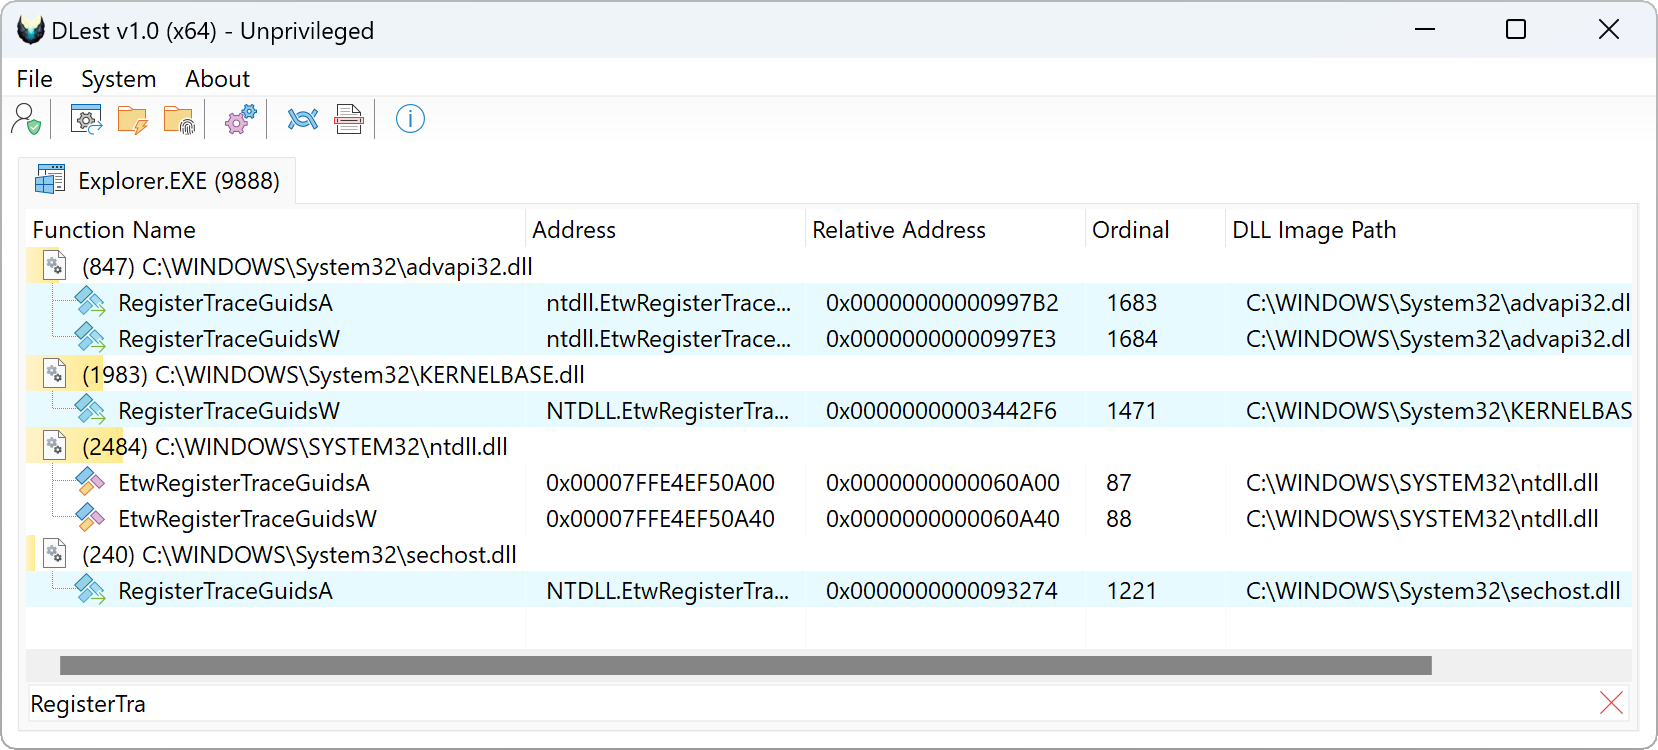 DLest v1.0 (x64) - Unprivileged
File System About
Explorer.EXE (9888)
Function Name Address Relative Address Ordinal DLL Image Path
(847) C:\WINDOWS\System32\advapi32.dll
RegisterTraceGuidsA ntdll.EtwRegisterTrace... 0x00000000000997B2 1683 C:\WINDOWS\System32\advapi32.dl
RegisterTraceGuidsW ntdll.EtwRegisterTrace... 0x00000000000997E3 1684 C:\WINDOWS\System32\advapi32.dl
(1983) C:\WINDOWS\System32\KERNELBASE.dll
RegisterTraceGuidsW NTDLL.EtwRegisterTra... 0x00000000003442F6 1471 C:\WINDOWS\System32\KERNELBAS
(2484) C:\WINDOWS\SYSTEM32\ntdll.dll
EtwRegisterTraceGuidsA 0x00007FFE4EF50A00 0x0000000000060A00 87 C:\WINDOWS\SYSTEM32\ntdll.dll
EtwRegisterTraceGuidsW 0x00007FFE4EF50A40 0x0000000000060A40 88 C:\WINDOWS\SYSTEM32\ntdll.dll
(240) C:\WINDOWS\System32\sechost.dll
RegisterTraceGuidsA NTDLL.EtwRegisterTra... 0x0000000000093274 1221 C:\WINDOWS\System32\sechost.dll
RegisterTra